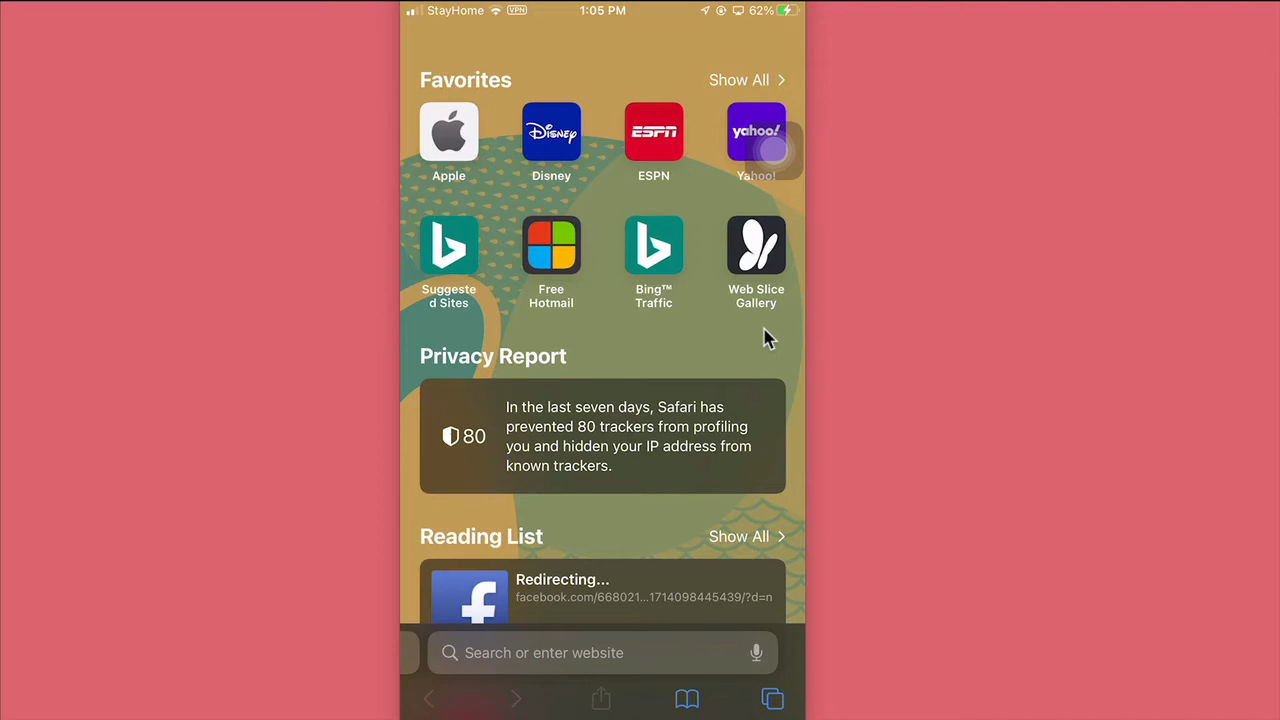 StayHome VPN 1:05 PM 62%
Favorites Show All
DISNEY ESPN yahoo!
Apple Disney ESPN Yahoo!
Suggeste
d Sites
Free
Hotmail
Bing™
Traffic
Web Slice
Gallery
Privacy Report
80
In the last seven days, Safari has
prevented 80 trackers from profiling
you and hidden your IP address from
known trackers.
Reading List Show All
Redirecting...
facebook.com/668021...1714098445439/?d=n
Search or enter website